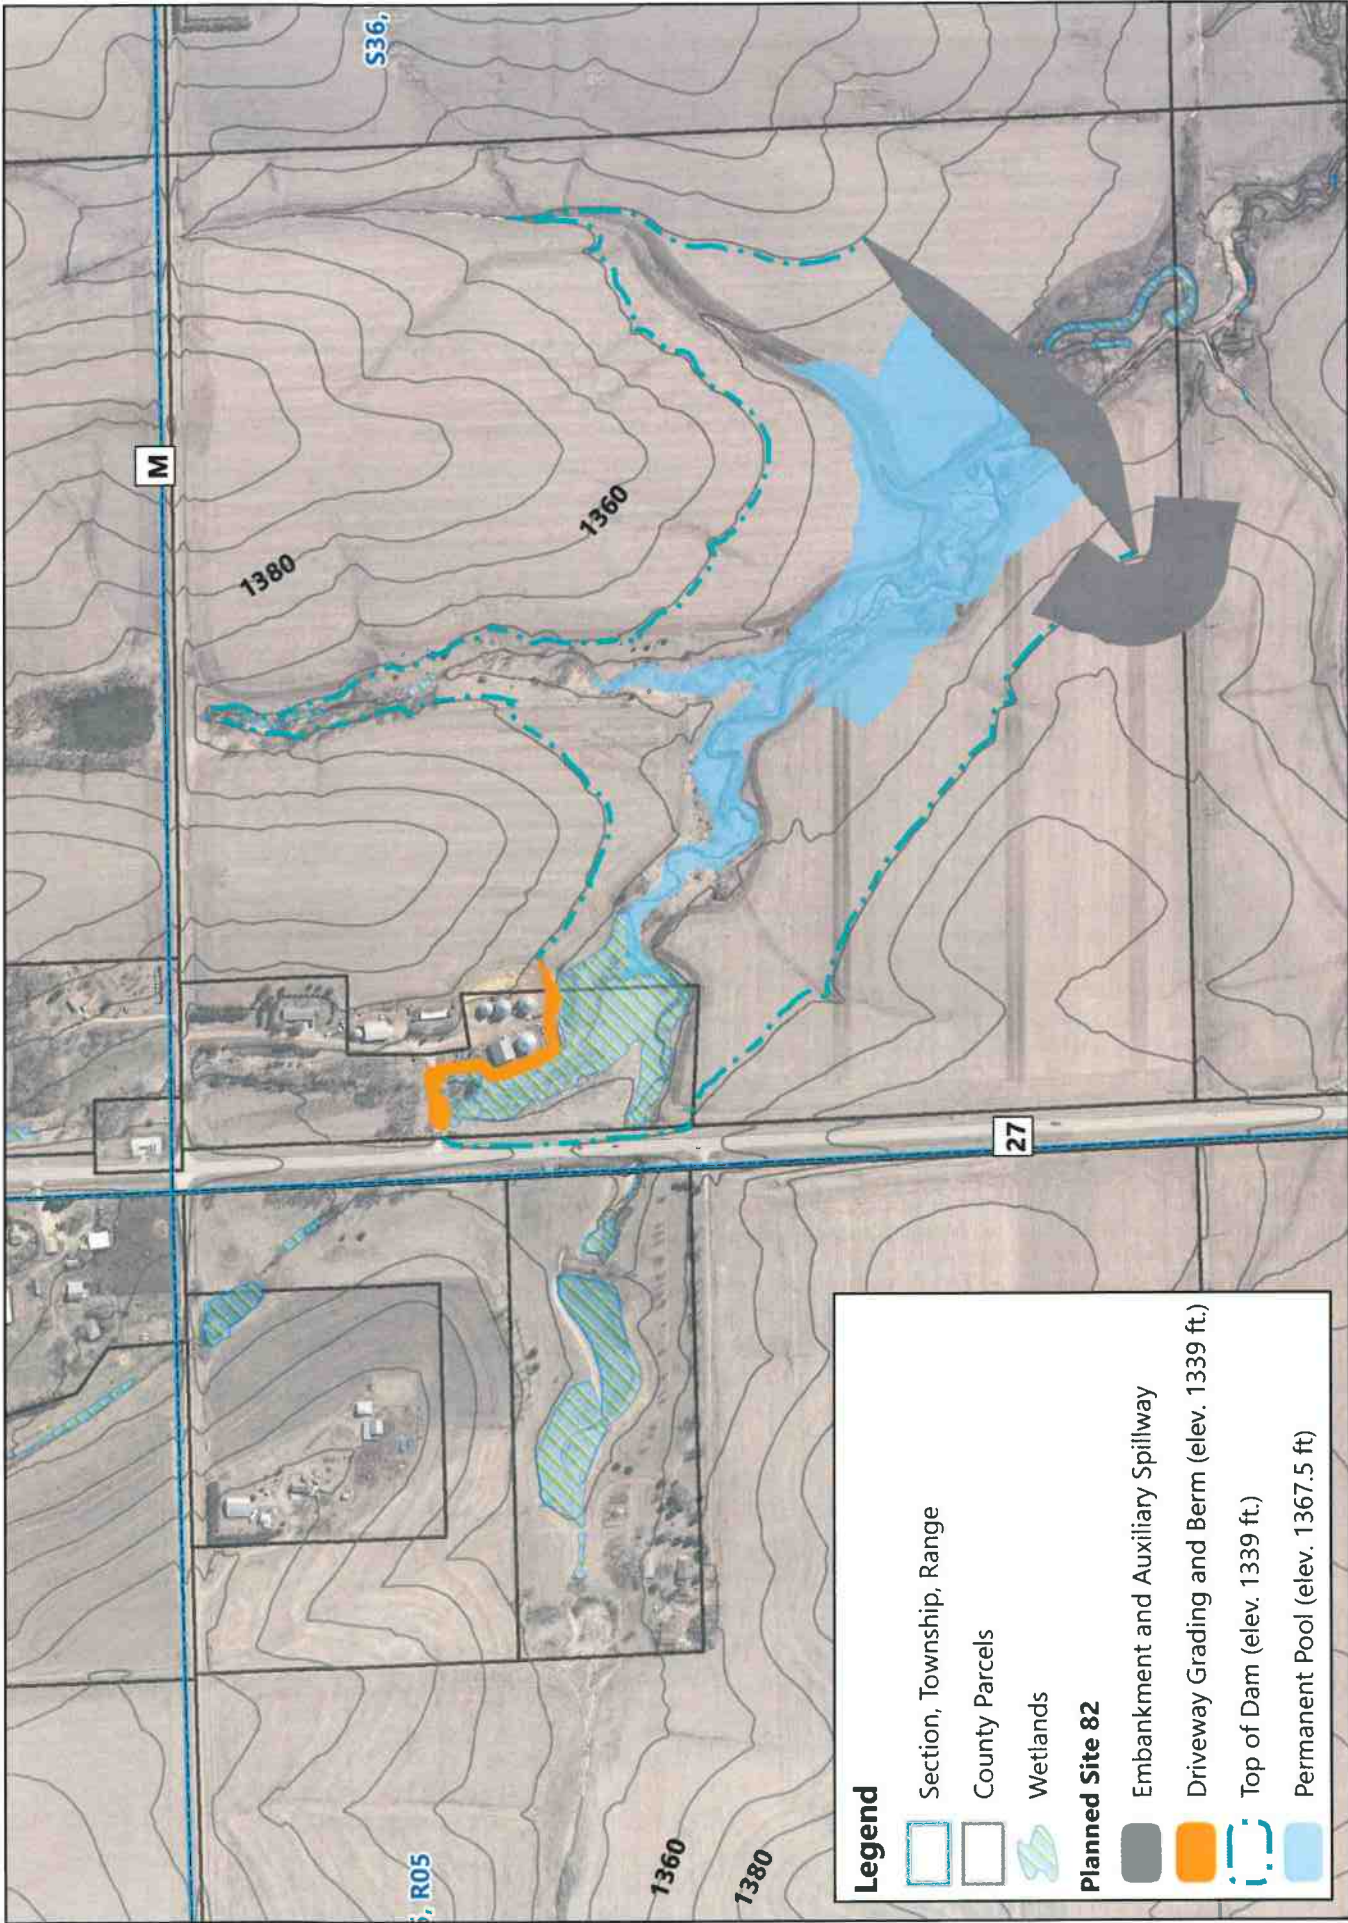 S36,
M
1380
1360
27
, R05
1360
1380
Legend
Section, Township, Range
County Parcels
Wetlands
Planned Site 82
Embankment and Auxiliary Spillway
Driveway Grading and Berm (elev. 1339 ft.)
Top of Dam (elev. 1339 ft.)
Permanent Pool (elev. 1367.5 ft)